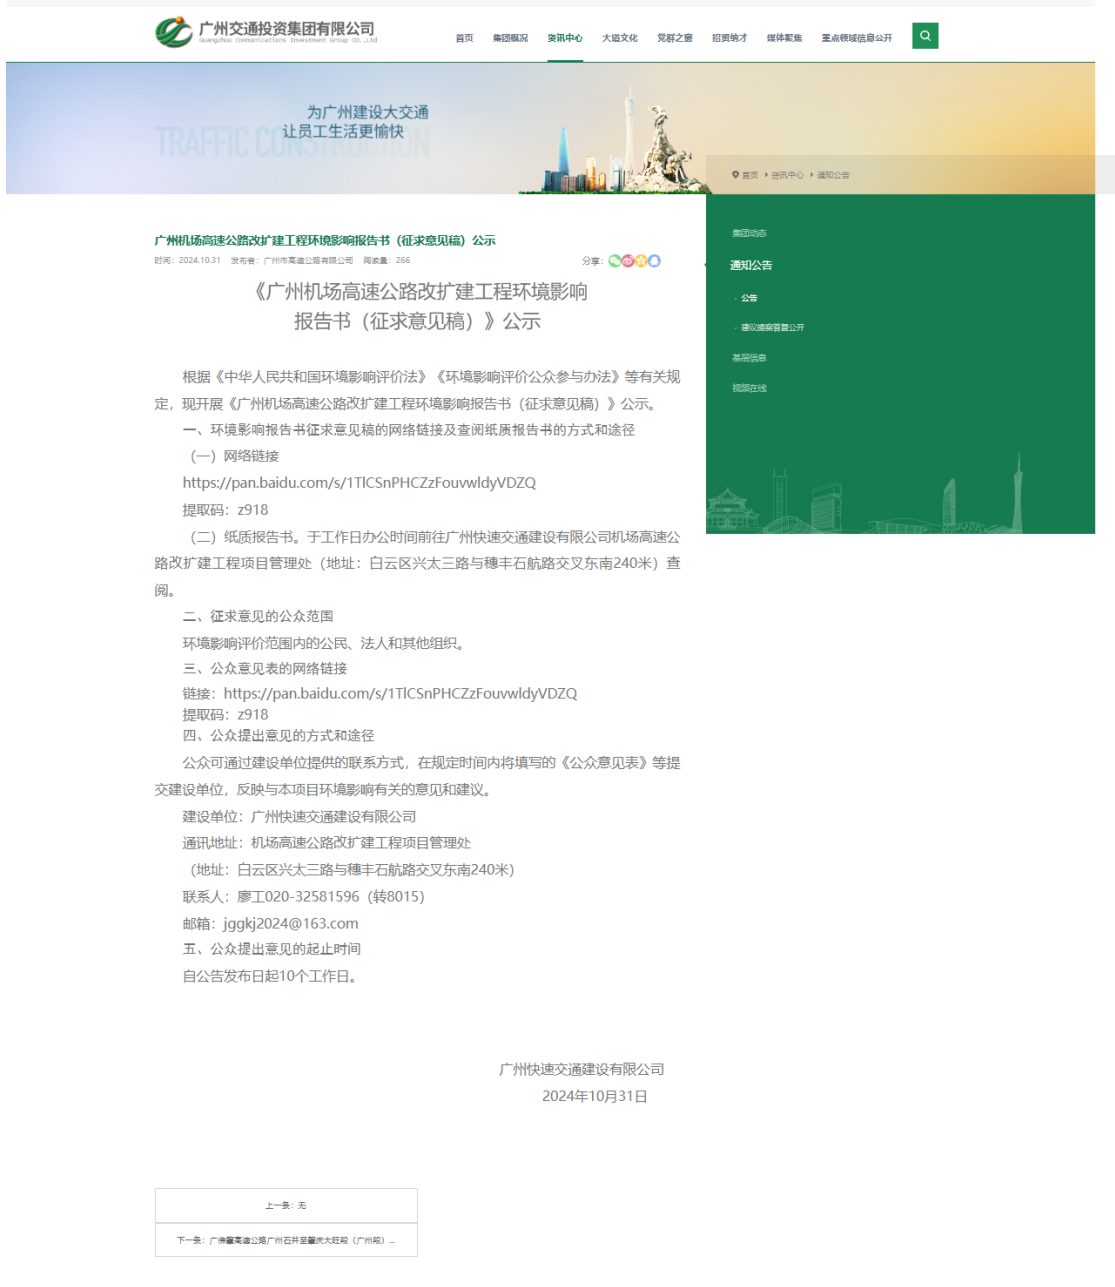 广州交通投资集团有限公司
Guangzhou Communications Investment Group CO.,Ltd
首页 集团概况 资讯中心 大道文化 党群之窗 招贤纳才 媒体聚焦 重点领域信息公开
为广州建设大交通
让员工生活更愉快
TRAFFIC CONSTRUCTION
首页 > 资讯中心 > 通知公告
集团动态
通知公告
· 公告
· 建议提案答复公开
基层信息
视频在线
广州机场高速公路改扩建工程环境影响报告书（征求意见稿）公示
时间：2024.10.31 发布者：广州市高速公路有限公司 阅读量：266
分享：
《广州机场高速公路改扩建工程环境影响
报告书（征求意见稿）》公示
根据《中华人民共和国环境影响评价法》《环境影响评价公众参与办法》等有关规
定，现开展《广州机场高速公路改扩建工程环境影响报告书（征求意见稿）》公示。
一、环境影响报告书征求意见稿的网络链接及查阅纸质报告书的方式和途径
（一）网络链接
https://pan.baidu.com/s/1TlCSnPHCZzFouvwldyVDZQ
提取码：z918
（二）纸质报告书。于工作日办公时间前往广州快速交通建设有限公司机场高速公
路改扩建工程项目管理处（地址：白云区兴太三路与穗丰石航路交叉东南240米）查
阅。
二、征求意见的公众范围
环境影响评价范围内的公民、法人和其他组织。
三、公众意见表的网络链接
链接：https://pan.baidu.com/s/1TlCSnPHCZzFouvwldyVDZQ
提取码：z918
四、公众提出意见的方式和途径
公众可通过建设单位提供的联系方式，在规定时间内将填写的《公众意见表》等提
交建设单位，反映与本项目环境影响有关的意见和建议。
建设单位：广州快速交通建设有限公司
通讯地址：机场高速公路改扩建工程项目管理处
（地址：白云区兴太三路与穗丰石航路交叉东南240米）
联系人：廖工020-32581596（转8015）
邮箱：jggkj2024@163.com
五、公众提出意见的起止时间
自公告发布日起10个工作日。
广州快速交通建设有限公司
2024年10月31日
上一条：无
下一条：广佛肇高速公路广州石井至肇庆大旺段（广州段）...